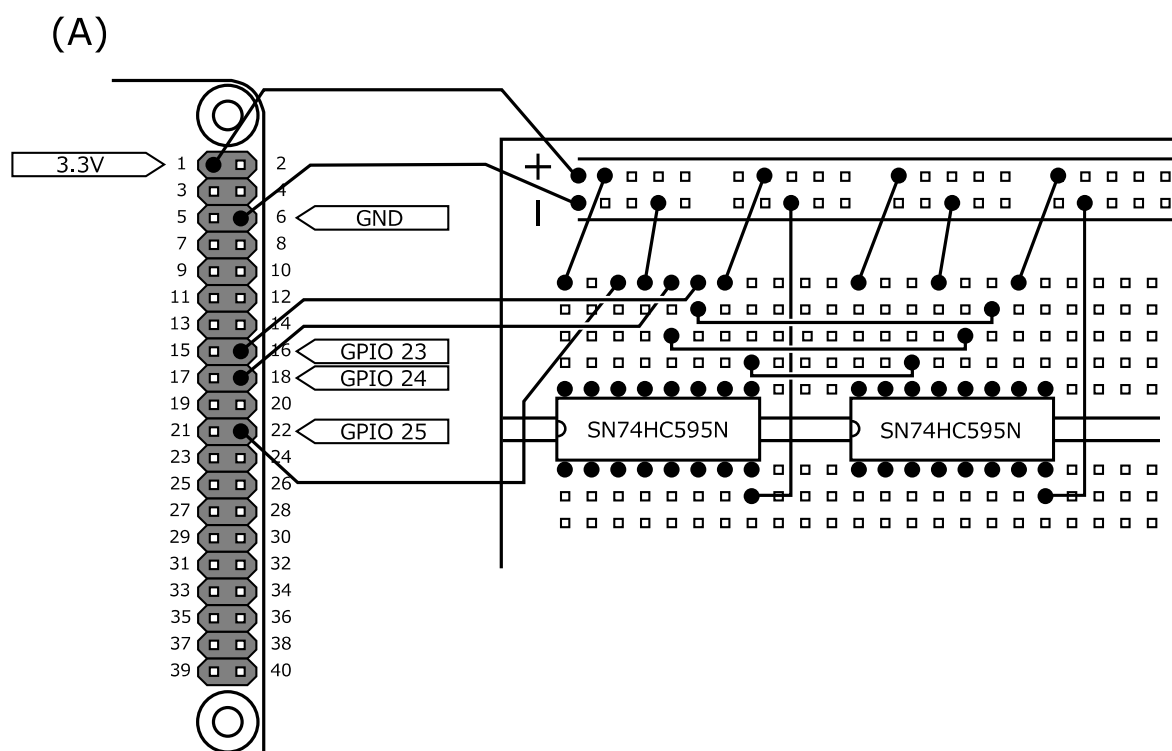 (A)
3.3V
1 2
3 4
5 6 GND
7 8
9 10
11 12
13 14
15 16 GPIO 23
17 18 GPIO 24
19 20
21 22 GPIO 25
23 24
25 26
27 28
29 30
31 32
33 34
35 36
37 38
39 40
+
−
SN74HC595N SN74HC595N